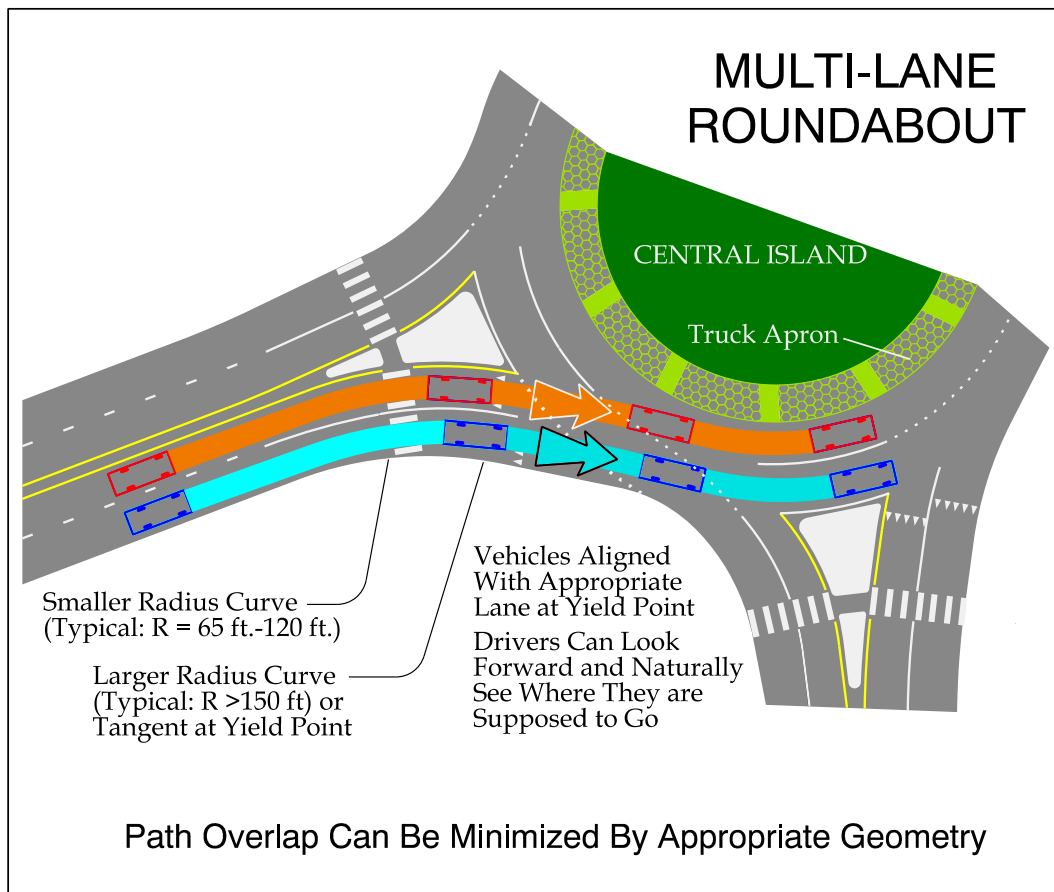 MULTI-LANE
ROUNDABOUT
CENTRAL ISLAND
Truck Apron
Vehicles Aligned
With Appropriate
Lane at Yield Point
Drivers Can Look
Forward and Naturally
See Where They are
Supposed to Go
Smaller Radius Curve
(Typical: R = 65 ft.-120 ft.)
Larger Radius Curve
(Typical: R >150 ft) or
Tangent at Yield Point
Path Overlap Can Be Minimized By Appropriate Geometry